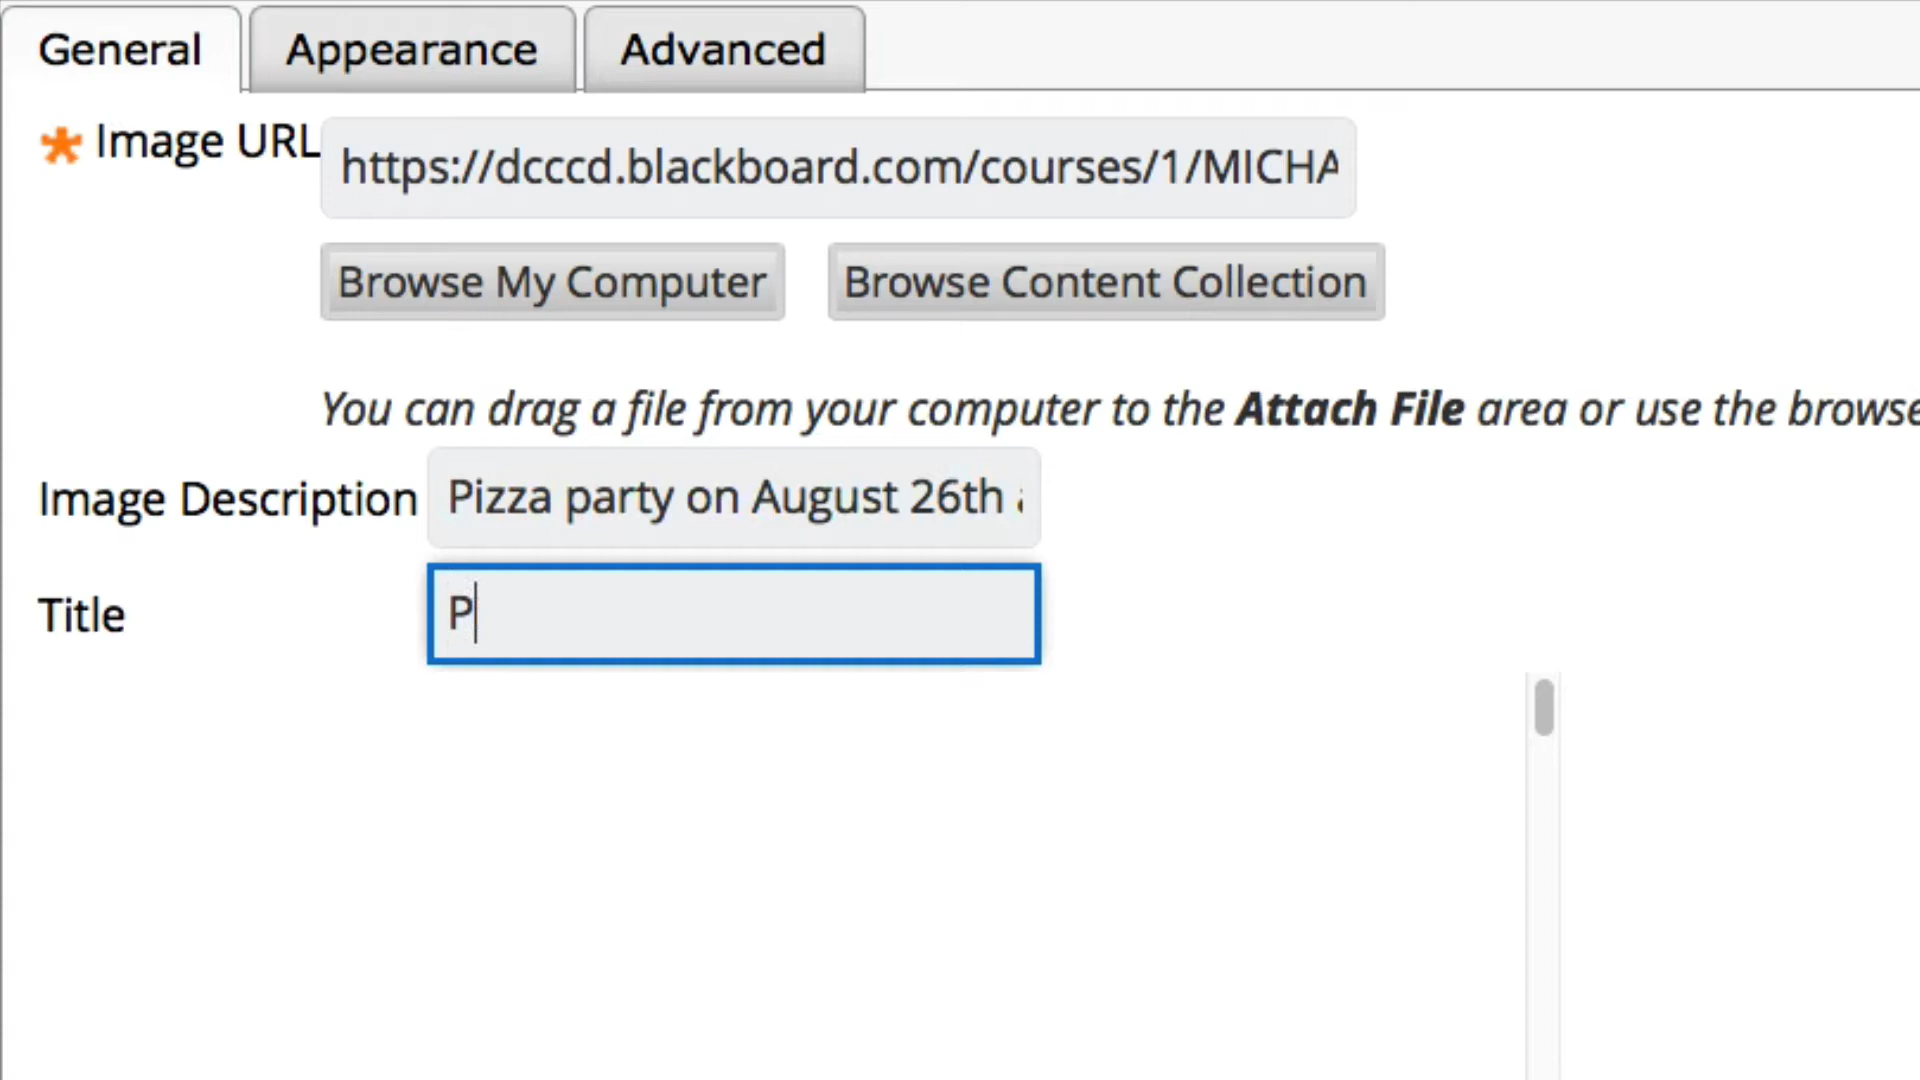 General Appearance Advanced
Image URL https://dcccd.blackboard.com/courses/1/MICHA
Browse My Computer Browse Content Collection
You can drag a file from your computer to the Attach File area or use the browse
Image Description Pizza party on August 26th
Title P